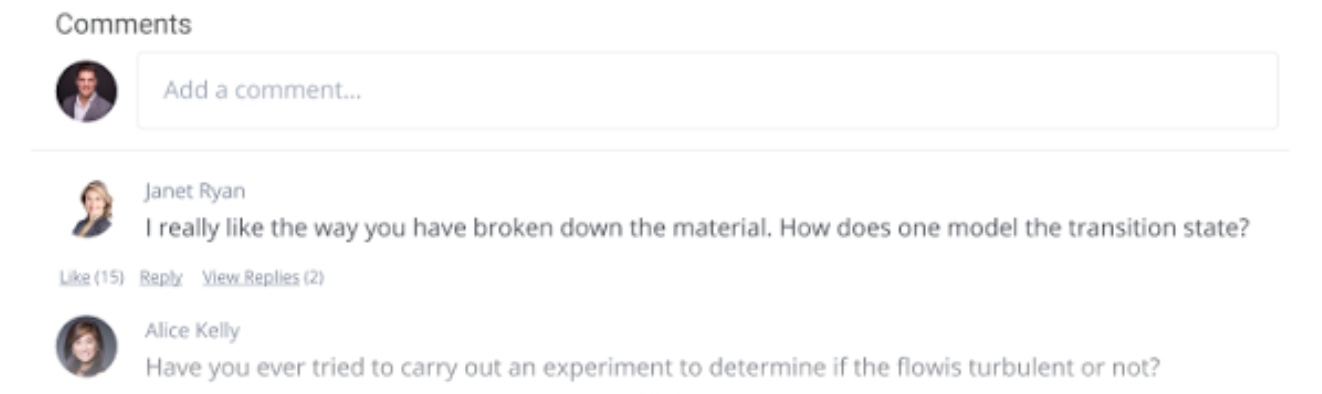 Comments
Add a comment...
Janet Ryan
I really like the way you have broken down the material. How does one model the transition state?
Like (15) Reply View Replies (2)
Alice Kelly
Have you ever tried to carry out an experiment to determine if the flowis turbulent or not?